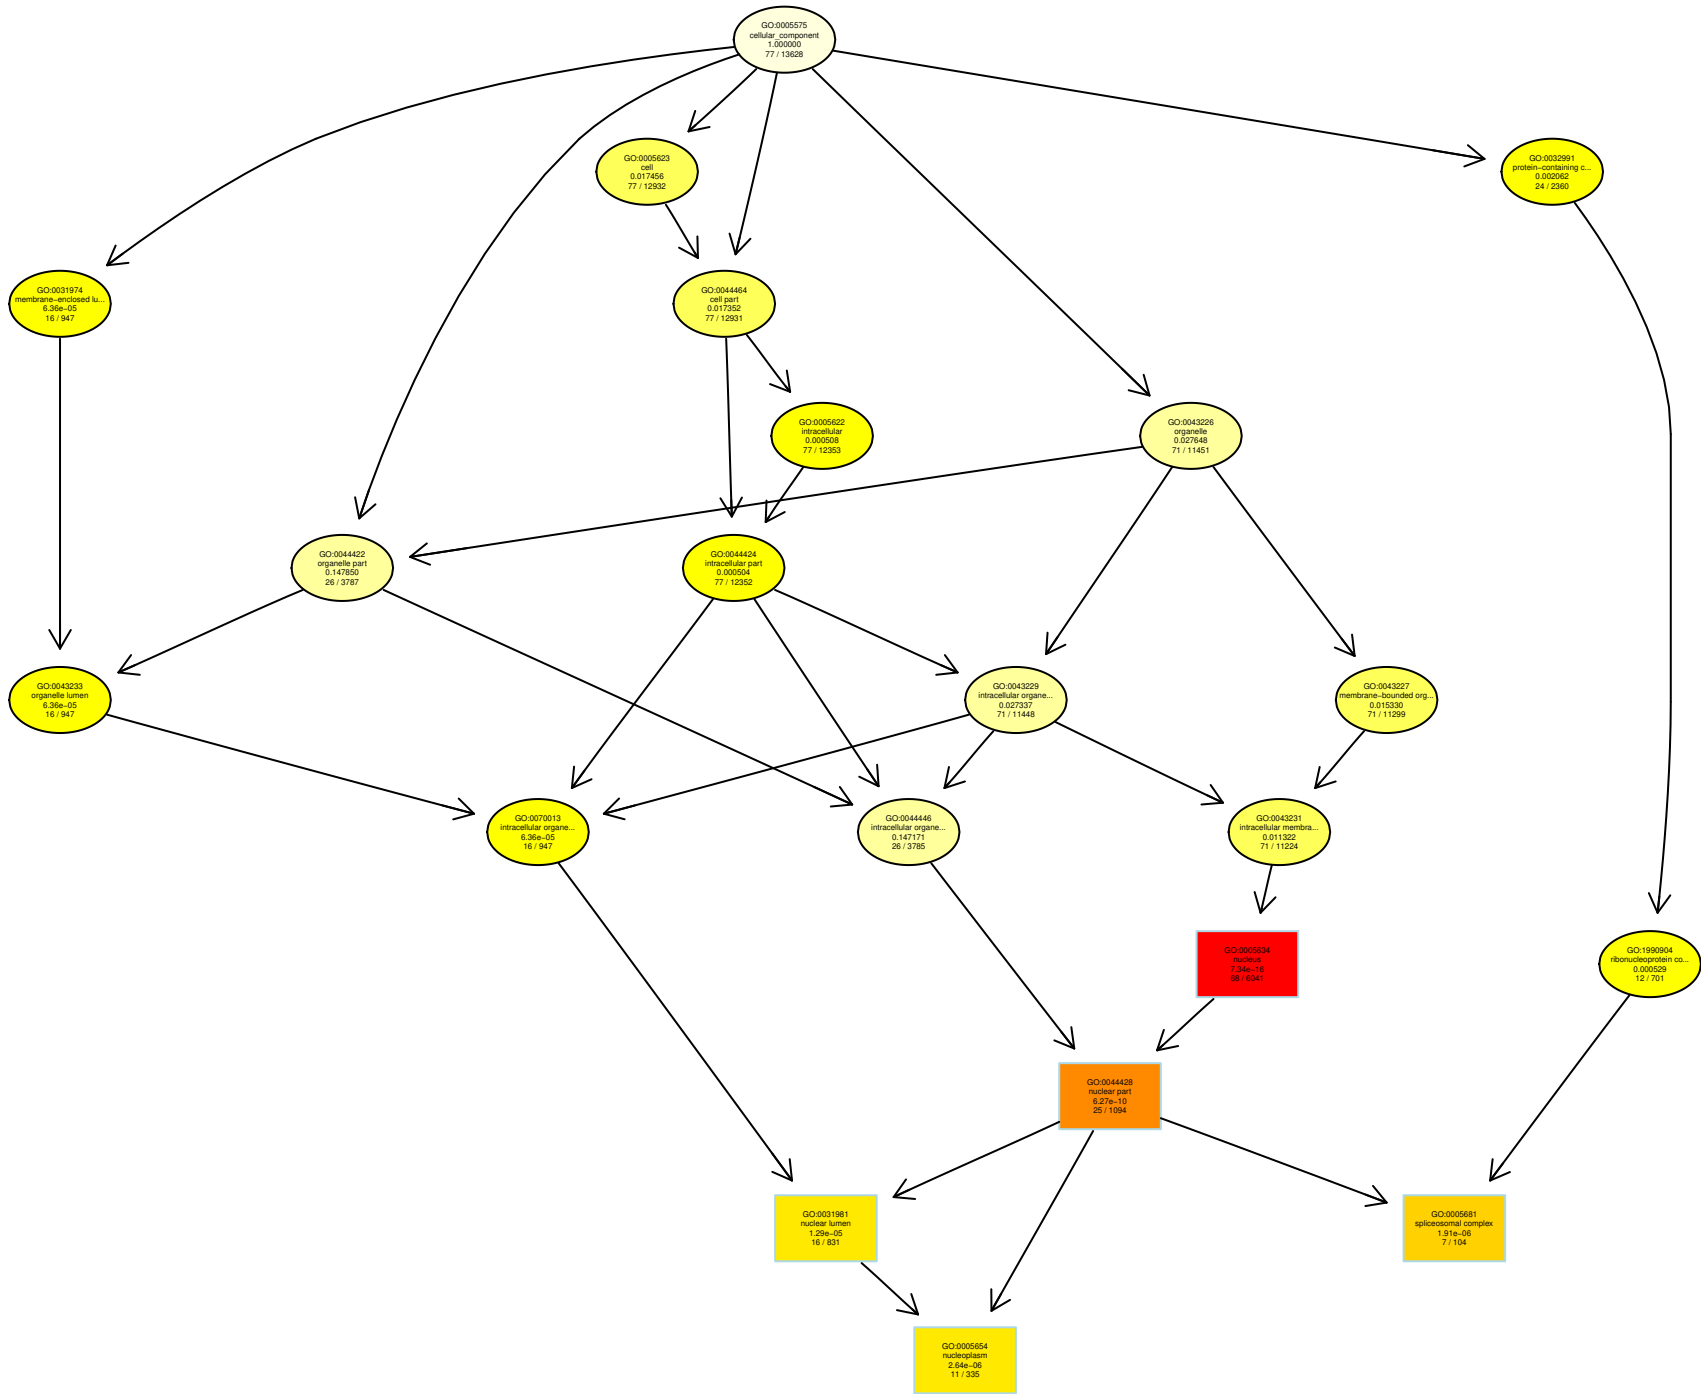 GO:0005575
cellular_component
1.000000
77 / 13628
GO:0005623
cell
0.017456
77 / 12932
GO:0032991
protein−containing c...
0.002062
24 / 2360
GO:0031974
membrane−enclosed lu...
6.36e−05
16 / 947
GO:0044464
cell part
0.017352
77 / 12931
GO:0005622
intracellular
0.000508
77 / 12353
GO:0043226
organelle
0.027648
71 / 11451
GO:0044422
organelle part
0.147850
26 / 3787
GO:0044424
intracellular part
0.000504
77 / 12352
GO:0043233
organelle lumen
6.36e−05
16 / 947
GO:0043229
intracellular organe...
0.027337
71 / 11448
GO:0043227
membrane−bounded org...
0.015330
71 / 11299
GO:0070013
intracellular organe...
6.36e−05
16 / 947
GO:0044446
intracellular organe...
0.147171
26 / 3785
GO:0043231
intracellular membra...
0.011322
71 / 11224
GO:0005634
nucleus
7.34e−16
68 / 6041
GO:1990904
ribonucleoprotein co...
0.000529
12 / 701
GO:0044428
nuclear part
6.27e−10
25 / 1094
GO:0031981
nuclear lumen
1.29e−05
16 / 831
GO:0005681
spliceosomal complex
1.91e−06
7 / 104
GO:0005654
nucleoplasm
2.64e−06
11 / 335